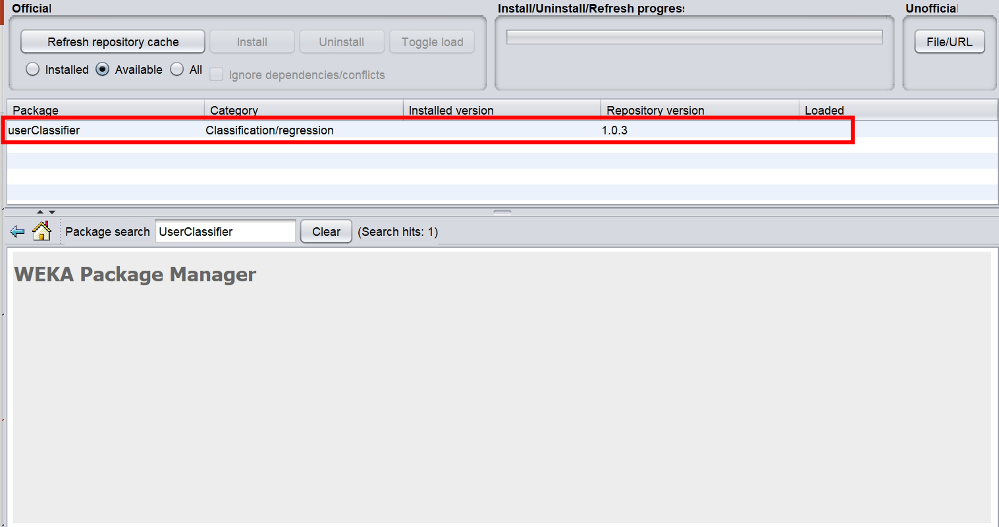 Official
Install/Uninstall/Refresh progress
Unofficial
Refresh repository cache
Install
Uninstall
Toggle load
File/URL
Installed
Available
All
Ignore dependencies/conflicts
Package
Category
Installed version
Repository version
Loaded
userClassifier
Classification/regression
1.0.3
Package search
UserClassifier
Clear
(Search hits: 1)
WEKA Package Manager